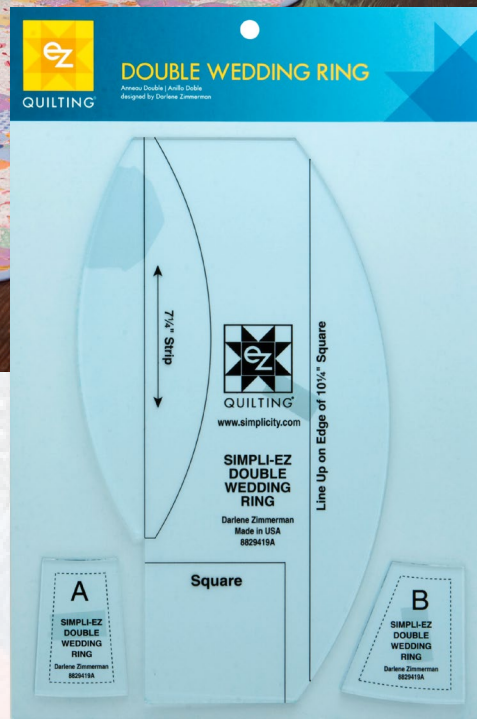 ez
QUILTING
DOUBLE WEDDING RING
Anneau Double | Anillo Doble
designed by Darlene Zimmerman
7¼" Strip
ez
QUILTING
www.simplicity.com
SIMPLI-EZ
DOUBLE
WEDDING
RING
Darlene Zimmerman
Made in USA
8829419A
Line Up on Edge of 10¼" Square
Square
A
SIMPLI-EZ
DOUBLE
WEDDING
RING
Darlene Zimmerman
8829419A
B
SIMPLI-EZ
DOUBLE
WEDDING
RING
Darlene Zimmerman
8829419A